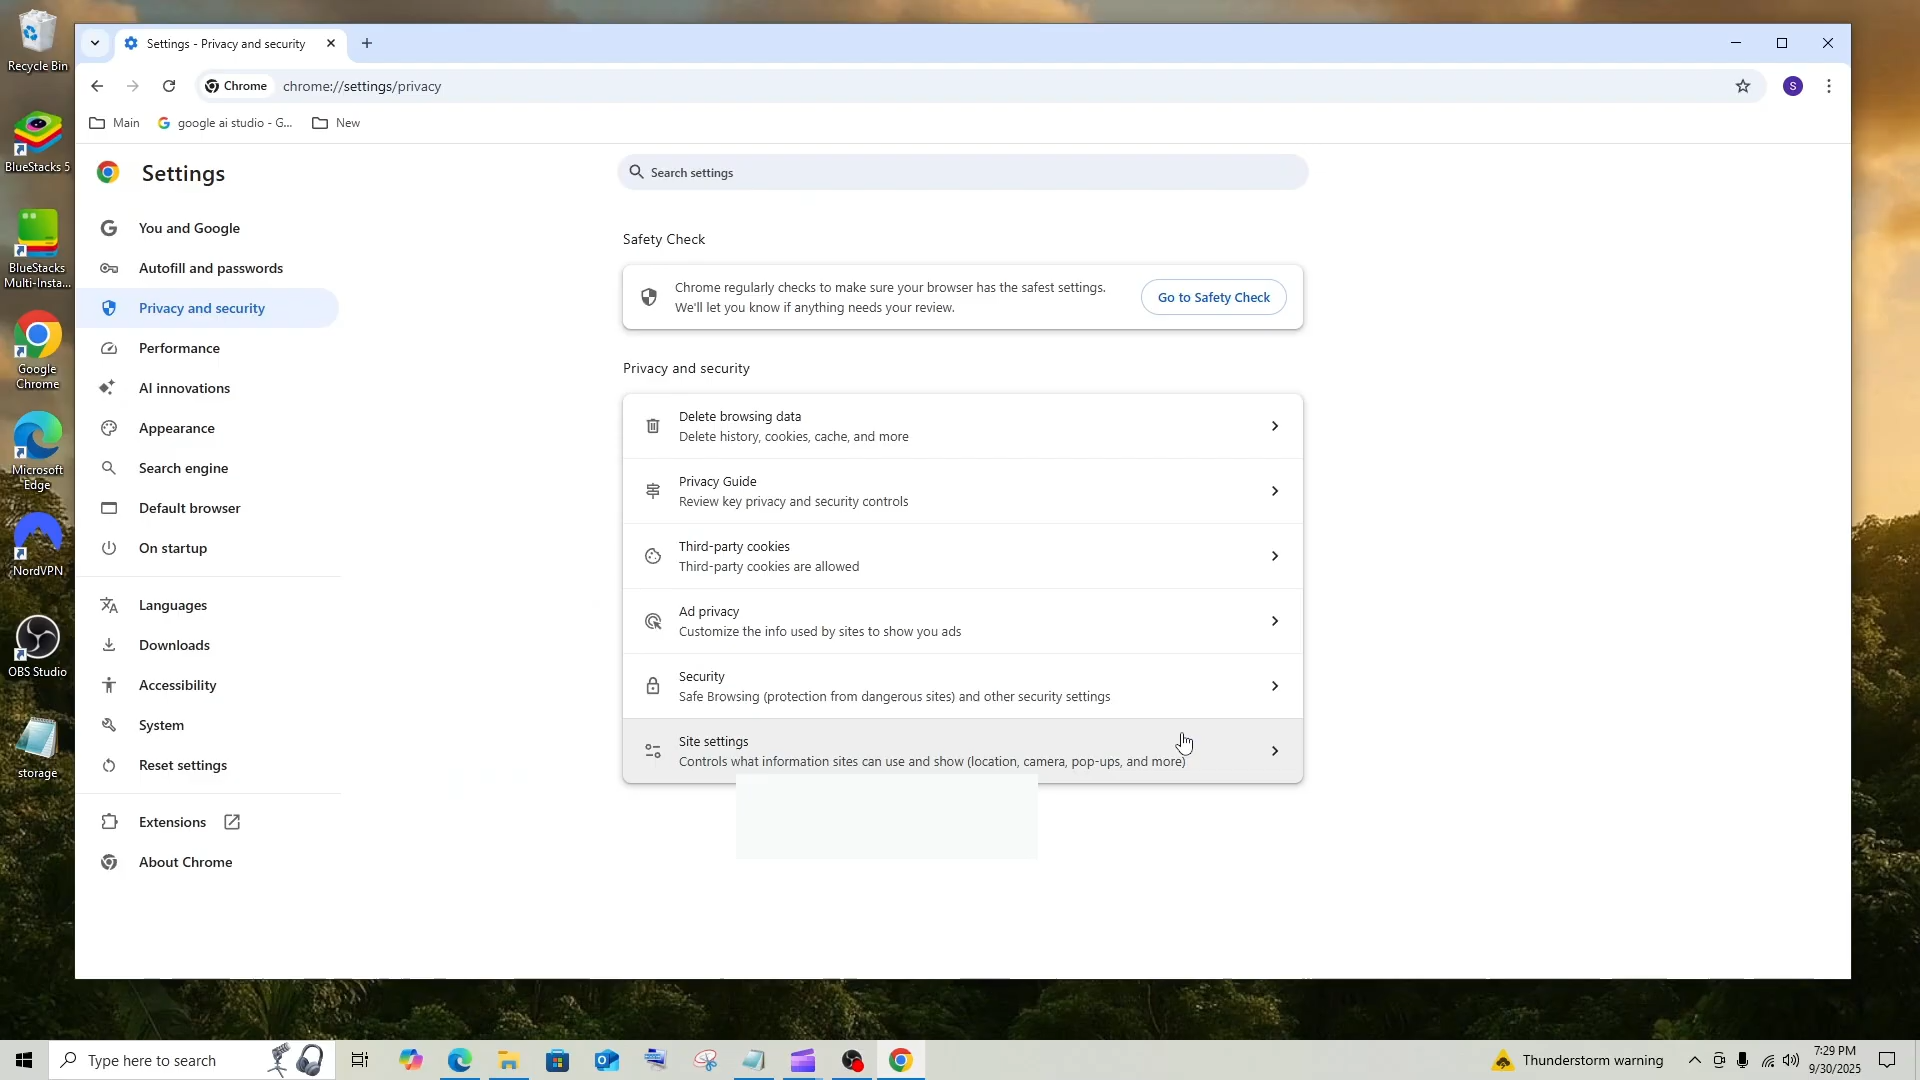 Recycle Bin
BlueStacks 5
BlueStacks
Multi-Insta...
Google
Chrome
Microsoft
Edge
NordVPN
OBS Studio
storage
Settings - Privacy and security
Chrome
chrome://settings/privacy
S
Main
google ai studio - G...
New
Settings
Search settings
You and Google
Autofill and passwords
Privacy and security
Performance
AI innovations
Appearance
Search engine
Default browser
On startup
Languages
Downloads
Accessibility
System
Reset settings
Extensions
About Chrome
Safety Check
Chrome regularly checks to make sure your browser has the safest settings.
We'll let you know if anything needs your review.
Go to Safety Check
Privacy and security
Delete browsing data
Delete history, cookies, cache, and more
Privacy Guide
Review key privacy and security controls
Third-party cookies
Third-party cookies are allowed
Ad privacy
Customize the info used by sites to show you ads
Security
Safe Browsing (protection from dangerous sites) and other security settings
Site settings
Controls what information sites can use and show (location, camera, pop-ups, and more)
Type here to search
Thunderstorm warning
7:29 PM
9/30/2025